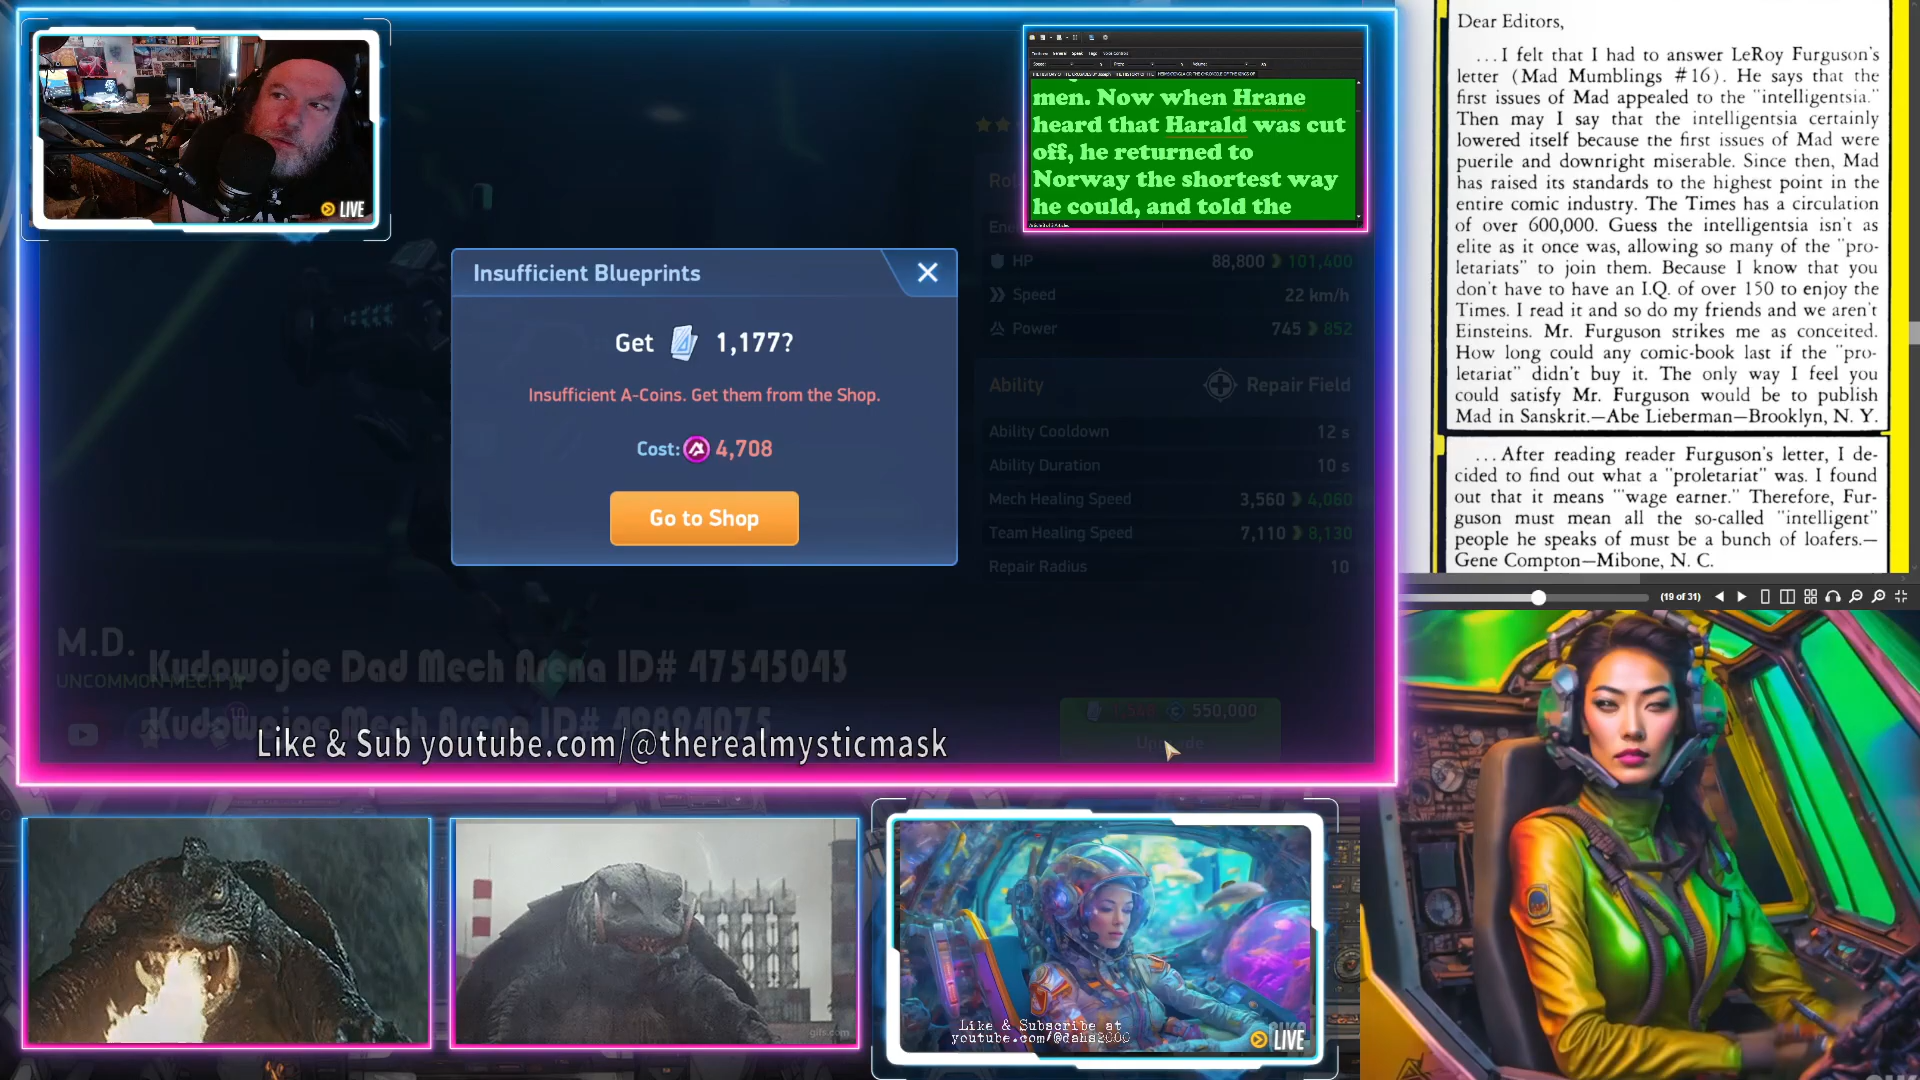 LIVE
men. Now when Hrane
heard that Harald was cut
off, he returned to
Norway the shortest way
he could, and told the
Insufficient Blueprints
Get 1,177?
Insufficient A-Coins. Get them from the Shop.
Cost: 4,708
Go to Shop
HP 88,800 101,400
Speed 22 km/h
Power 745 852
Ability Repair Field
Ability Cooldown 12 s
Ability Duration 10 s
Mech Healing Speed 3,560 4,060
Team Healing Speed 7,110 8,130
Repair Radius 10
M.D.
UNCOMMON MECH
Kudowojoe Dad Mech Arena ID# 47545043
Kudowojoe Mech Arena ID# 49894075
550,000
Like & Sub youtube.com/@therealmysticmask
Dear Editors,
...I felt that I had to answer LeRoy Furguson's
letter (Mad Mumblings #16). He says that the
first issues of Mad appealed to the "intelligentsia."
Then may I say that the intelligentsia certainly
lowered itself because the first issues of Mad were
puerile and downright miserable. Since then, Mad
has raised its standards to the highest point in the
entire comic industry. The Times has a circulation
of over 600,000. Guess the intelligentsia isn't as
elite as it once was, allowing so many of the "pro-
letariats" to join them. Because I know that you
don't have to have an I.Q. of over 150 to enjoy the
Times. I read it and so do my friends and we aren't
Einsteins. Mr. Furguson strikes me as conceited.
How long could any comic-book last if the "pro-
letariat" didn't buy it. The only way I feel you
could satisfy Mr. Furguson would be to publish
Mad in Sanskrit.—Abe Lieberman—Brooklyn, N. Y.
...After reading reader Furguson's letter, I de-
cided to find out what a "proletariat" was. I found
out that it means "'wage earner." Therefore, Fur-
guson must mean all the so-called "intelligent"
people he speaks of must be a bunch of loafers.—
Gene Compton—Mibone, N. C.
(19 of 31)
gifs.com
Like & Subscribe at
youtube.com/@dahs2000
LIVE